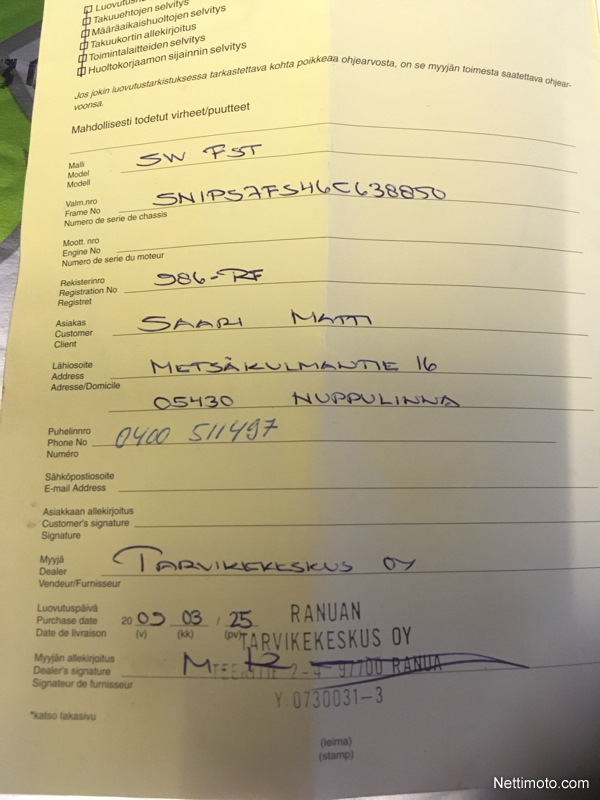 Luovutushu
Takuuehtojen selvitys
Määräaikaishuoltojen selvitys
Takuukortin allekirjoitus
Toimintalaitteiden selvitys
Huoltokorjaamon sijainnin selvitys
Jos jokin luovutustarkistuksessa tarkastettava kohta poikkeaa ohjearvosta, on se myyjän toimesta saatettava ohjear-
voonsa.
Mahdollisesti todetut virheet/puutteet
Malli
Model SW FST
Modell
Valm.nro
Frame No SN1PS7FS46C638850
Numero de serie de chassis
Moott. nro
Engine No
Numero de serie du moteur
Rekisterinro
Registration No 986-RF
Registret
Asiakas
Customer SAARI MATTI
Client
Lähiosoite
Address METSÄKULMANTIE 16
Adresse/Domicile
05430 NUPPULINNA
Puhelinnro
Phone No 0400 511497
Numéro
Sähköpostiosoite
E-mail Address
Asiakkaan allekirjoitus
Customer's signature
Signature
Myyjä
Dealer TARVIKEKESKUS OY
Vendeur/Furnisseur
Luovutuspäivä
Purchase date 20 09 03 / 25 RANUAN
Date de livraison (v) (kk) (pv) TARVIKEKESKUS OY
Myyjän allekirjoitus
Dealer's signature 97700 RANUA
Signature de furnisseur
Y.0730031-3
*katso takasivu
(leima)
(stamp)
Nettimoto.com